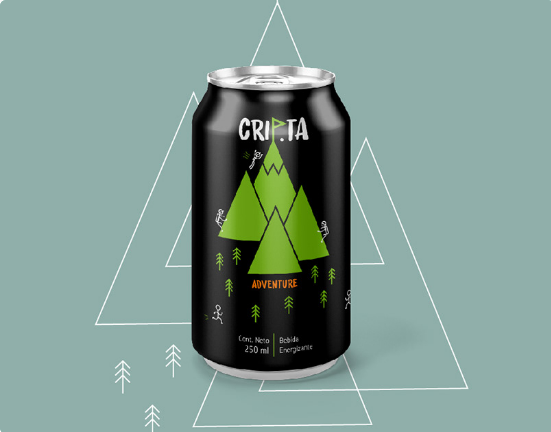 CRIPTA
ADVENTURE
Cont. Neto
250 ml
Bebida
Energizante